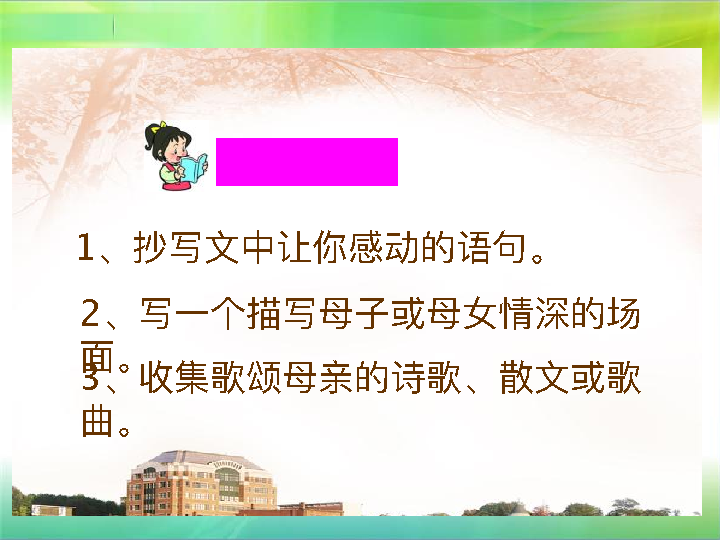 1、抄写文中让你感动的语句。
2、写一个描写母子或母女情深的场
面。
3、收集歌颂母亲的诗歌、散文或歌
曲。